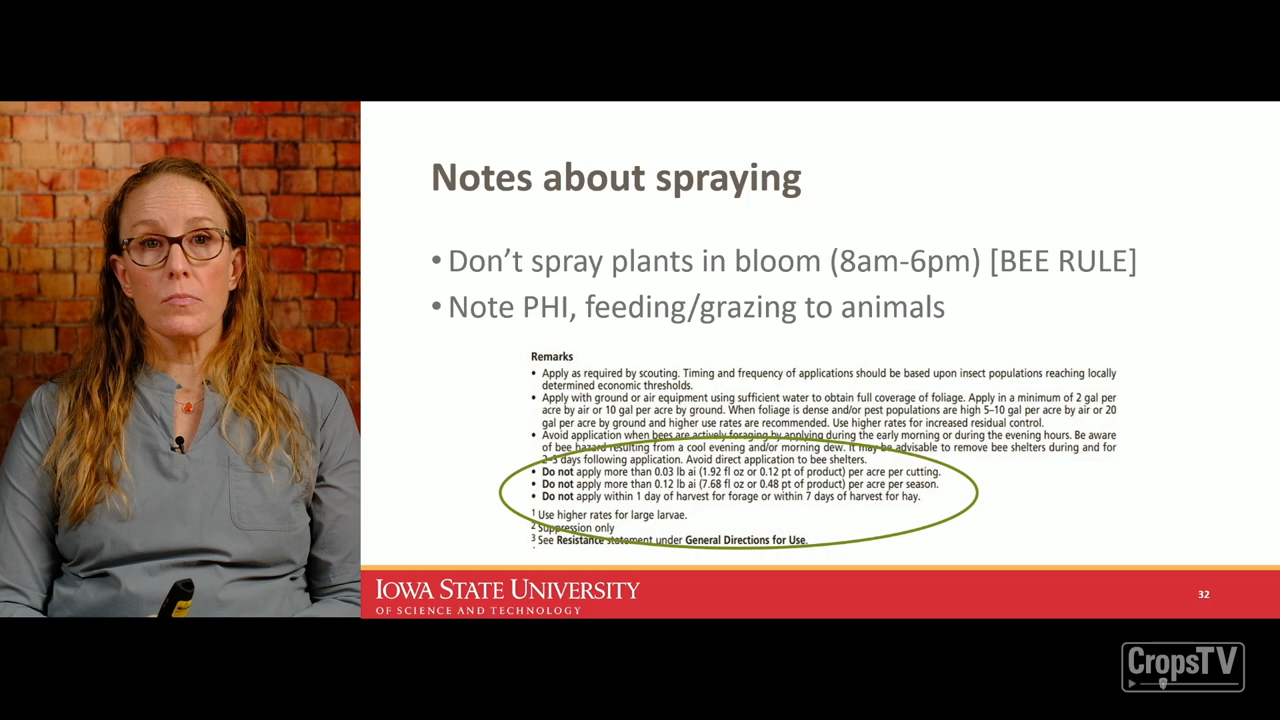 Notes about spraying
• Don't spray plants in bloom (8am-6pm) [BEE RULE]
• Note PHI, feeding/grazing to animals
Remarks
• Apply as required by scouting. Timing and frequency of applications should be based upon insect populations reaching locally
determined economic thresholds.
• Apply with ground or air equipment using sufficient water to obtain full coverage of foliage. Apply in a minimum of 2 gal per
acre by air or 10 gal per acre by ground. When foliage is dense and/or pest populations are high 5–10 gal per acre by air or 20
gal per acre by ground and higher use rates are recommended. Use higher rates for increased residual control.
• Avoid application when bees are actively foraging by applying during the early morning or during the evening hours. Be aware
of bee hazard resulting from a cool evening and/or morning dew. It may be advisable to remove bee shelters during and for
2–3 days following application. Avoid direct application to bee shelters.
• Do not apply more than 0.03 lb ai (1.92 fl oz or 0.12 pt of product) per acre per cutting.
• Do not apply more than 0.12 lb ai (7.68 fl oz or 0.48 pt of product) per acre per season.
• Do not apply within 1 day of harvest for forage or within 7 days of harvest for hay.
1 Use higher rates for large larvae.
2 Suppression only
3 See Resistance statement under General Directions for Use.
IOWA STATE UNIVERSITY
OF SCIENCE AND TECHNOLOGY
32
CropsTV